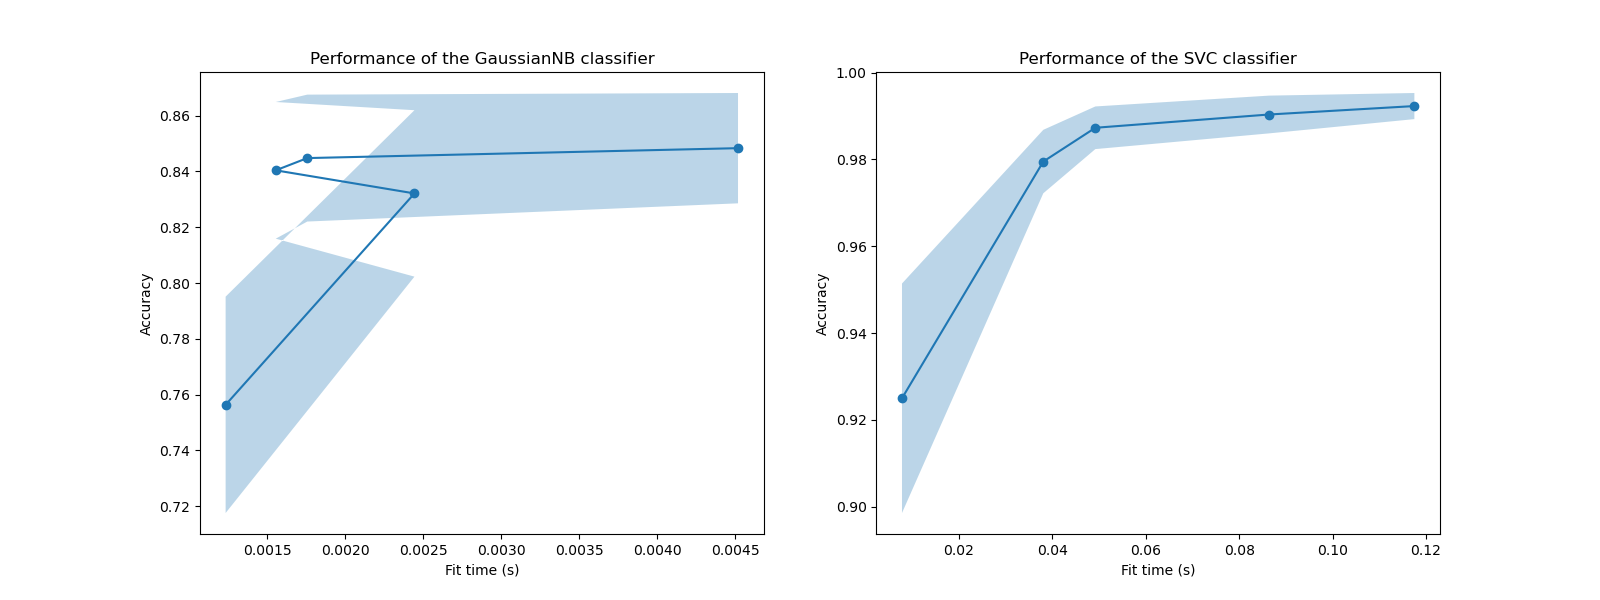 Performance of the GaussianNB classifier
0.86
0.84
0.82
0.80
0.78
0.76
0.74
0.72
Accuracy
0.0015 0.0020 0.0025 0.0030 0.0035 0.0040 0.0045
Fit time (s)
Performance of the SVC classifier
1.00
0.98
0.96
0.94
0.92
0.90
Accuracy
0.02 0.04 0.06 0.08 0.10 0.12
Fit time (s)